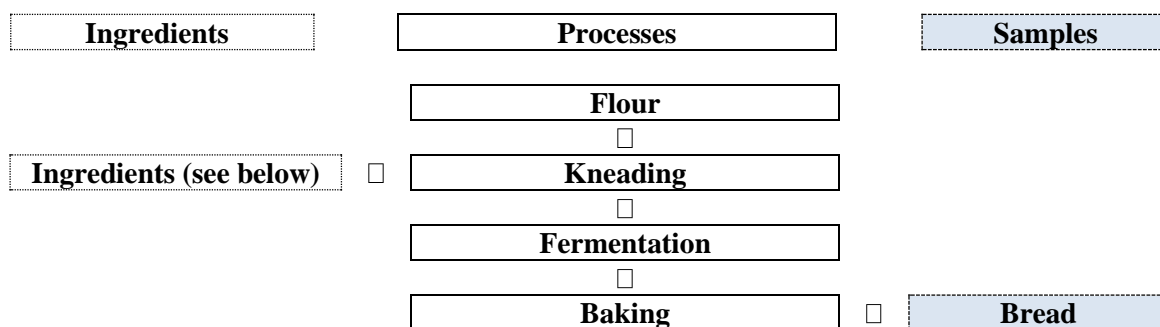 Ingredients Processes Samples
Flour
Ingredients (see below) Kneading
Fermentation
Baking Bread